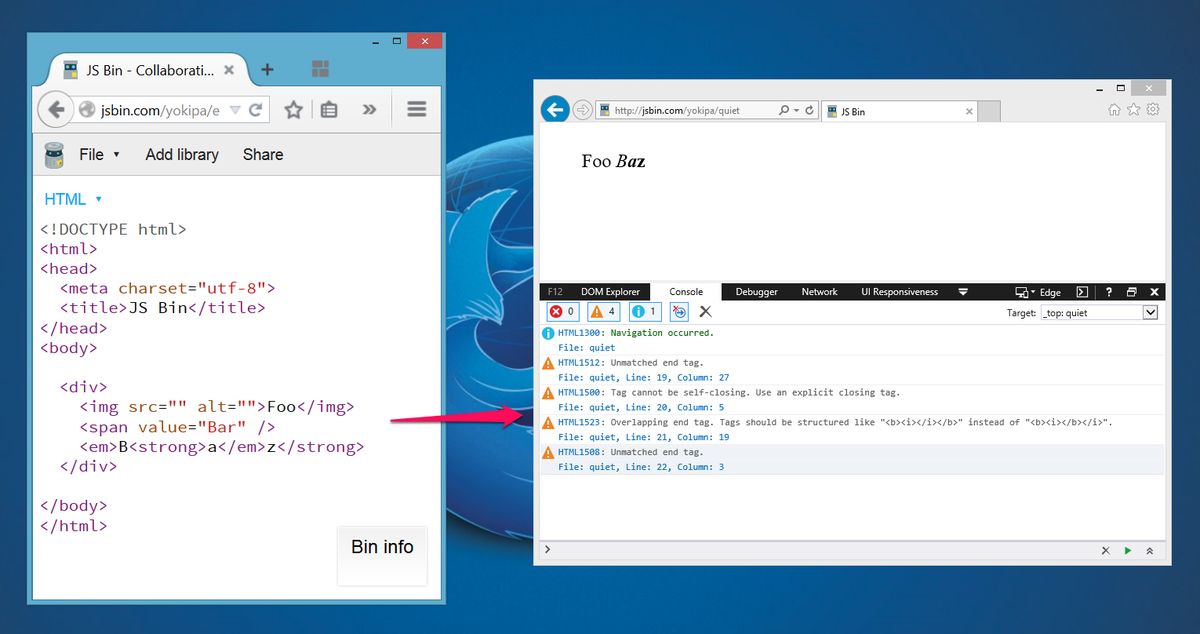 JS Bin - Collaborati...
jsbin.com/yokipa/e
File
Add library
Share
HTML
<!DOCTYPE html>
<html>
<head>
<meta charset="utf-8">
<title>JS Bin</title>
</head>
<body>
<div>
<img src="" alt="">Foo</img>
<span value="Bar" />
<em>B<strong>a</em>z</strong>
</div>
</body>
</html>
Bin info
http://jsbin.com/yokipa/quiet
JS Bin
Foo Baz
F12 DOM Explorer Console Debugger Network UI Responsiveness Edge ?
0 4 1 Target: _top: quiet
HTML1300: Navigation occurred.
File: quiet
HTML1512: Unmatched end tag.
File: quiet, Line: 19, Column: 27
HTML1500: Tag cannot be self-closing. Use an explicit closing tag.
File: quiet, Line: 20, Column: 5
HTML1523: Overlapping end tag. Tags should be structured like "<b><i></i></b>" instead of "<b><i></b></i>".
File: quiet, Line: 21, Column: 19
HTML1508: Unmatched end tag.
File: quiet, Line: 22, Column: 3